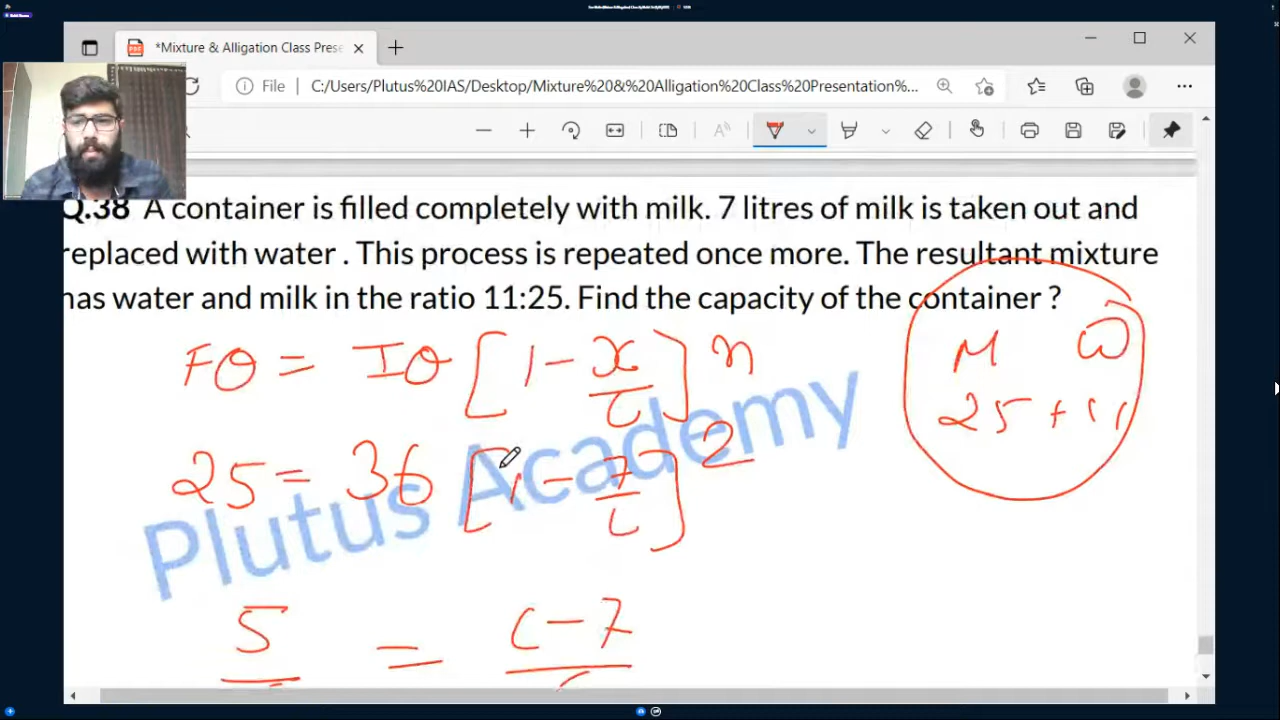 *Mixture & Alligation Class Prese
File C:/Users/Plutus%20IAS/Desktop/Mixture%20&%20Alligation%20Class%20Presentation%...
Q.38 A container is filled completely with milk. 7 litres of milk is taken out and
replaced with water . This process is repeated once more. The resultant mixture
has water and milk in the ratio 11:25. Find the capacity of the container ?
M W
25 + 11
FQ = IQ [1 - x/C] n
25 = 36 [1 - 7/C] 2
5 = C - 7
Plutus Academy